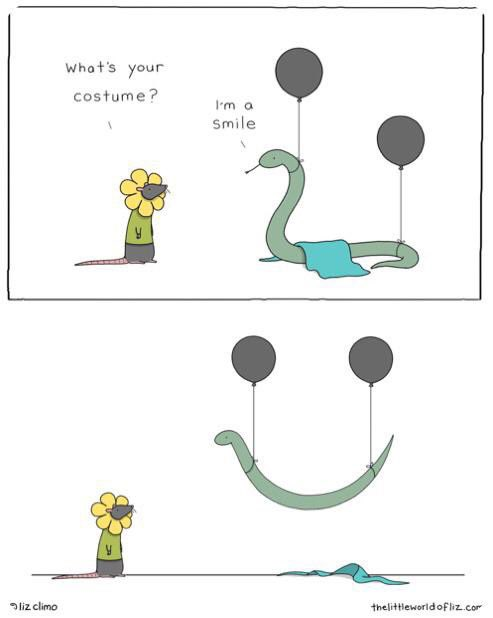 What's your
costume?
I'm a
smile
liz climo
thelittleworldofliz.com